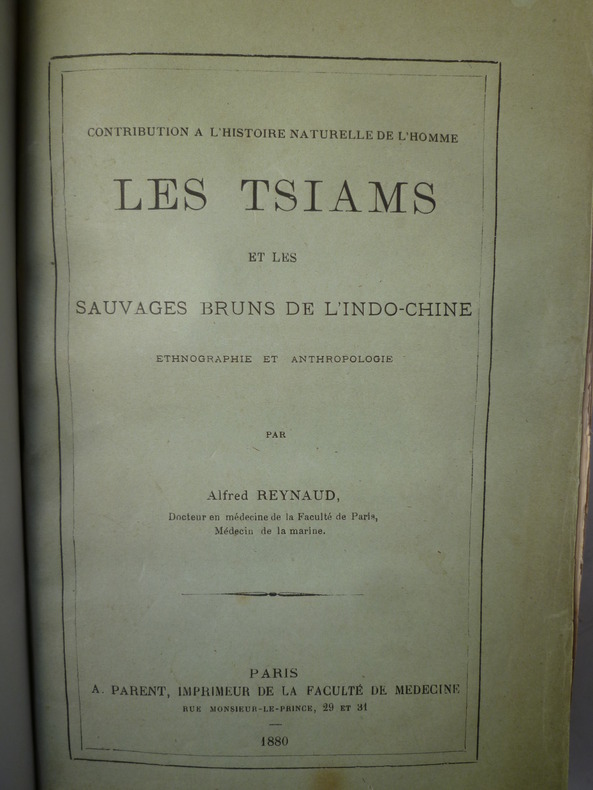 CONTRIBUTION A L'HISTOIRE NATURELLE DE L'HOMME
LES TSIAMS
ET LES
SAUVAGES BRUNS DE L'INDO-CHINE
ETHNOGRAPHIE ET ANTHROPOLOGIE
PAR
Alfred REYNAUD,
Docteur en médecine de la Faculté de Paris,
Médecin de la marine.
PARIS
A. PARENT, IMPRIMEUR DE LA FACULTÉ DE MEDECINE
RUE MONSIEUR-LE-PRINCE, 29 ET 31
1880